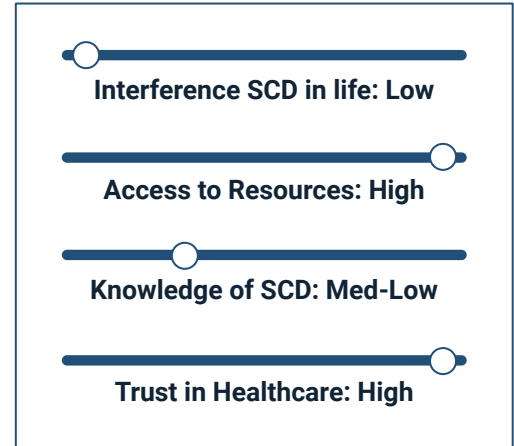 Interference SCD in life: Low
Access to Resources: High
Knowledge of SCD: Med-Low
Trust in Healthcare: High